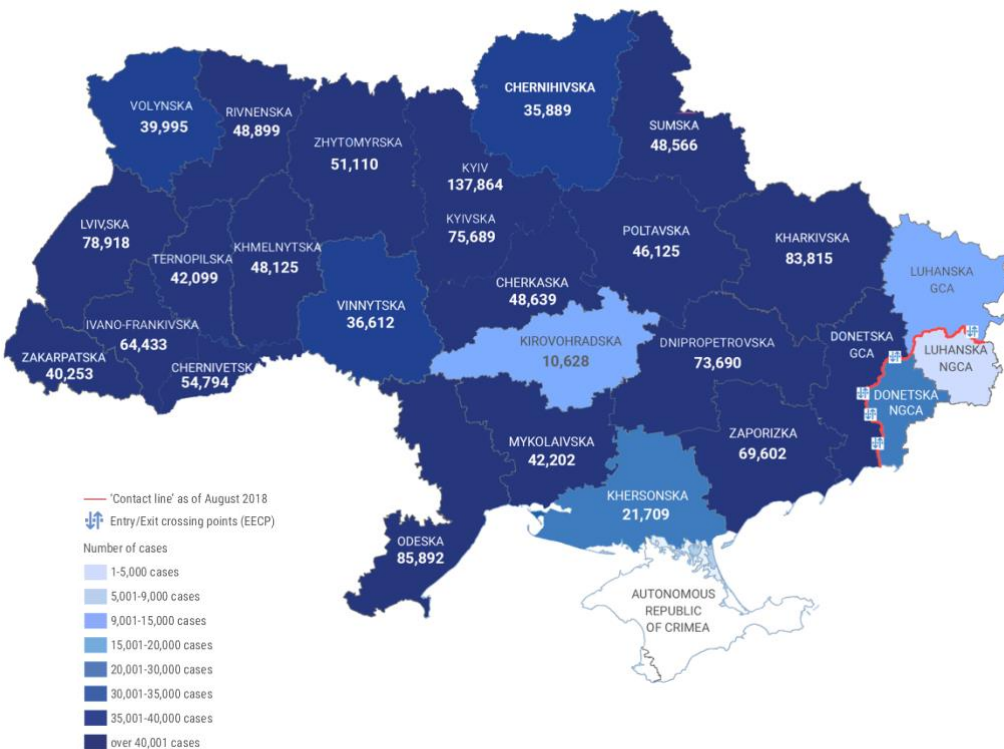 VOLYNSKA
39,995
RIVNENSKA
48,899
ZHYTOMYRSKA
51,110
KYIV
137,864
KYIVSKA
75,689
CHERNIHIVSKA
35,889
SUMSKA
48,566
LVIVSKA
78,918
TERNOPILSKA
42,099
KHMELNYTSKA
48,125
VINNYTSKA
36,612
CHERKASKA
48,639
POLTAVSKA
46,125
KHARKIVSKA
83,815
LUHANSKA
GCA
IVANO-FRANKIVSKA
64,433
ZAKARPATSKA
40,253
CHERNIVETSKA
54,794
KIROVOHRADSKA
10,628
DNIPROPETROVSKA
73,690
DONETSKA
GCA
LUHANSKA
NGCA
DONETSKA
NGCA
MYKOLAIVSKA
42,202
ZAPORIZKA
69,602
KHERSONSKA
21,709
ODESKA
85,892
AUTONOMOUS
REPUBLIC
OF CRIMEA
'Contact line' as of August 2018
Entry/Exit crossing points (EECP)
Number of cases
1-5,000 cases
5,001-9,000 cases
9,001-15,000 cases
15,001-20,000 cases
20,001-30,000 cases
30,001-35,000 cases
35,001-40,000 cases
over 40,001 cases